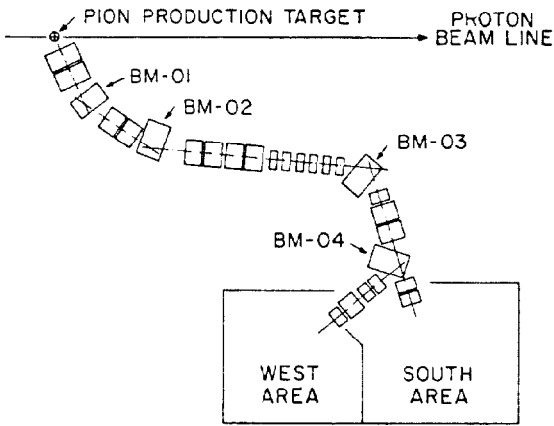 PION PRODUCTION TARGET
PHOTON
BEAM LINE
BM-01
BM-02
BM-03
BM-04
WEST
AREA
SOUTH
AREA